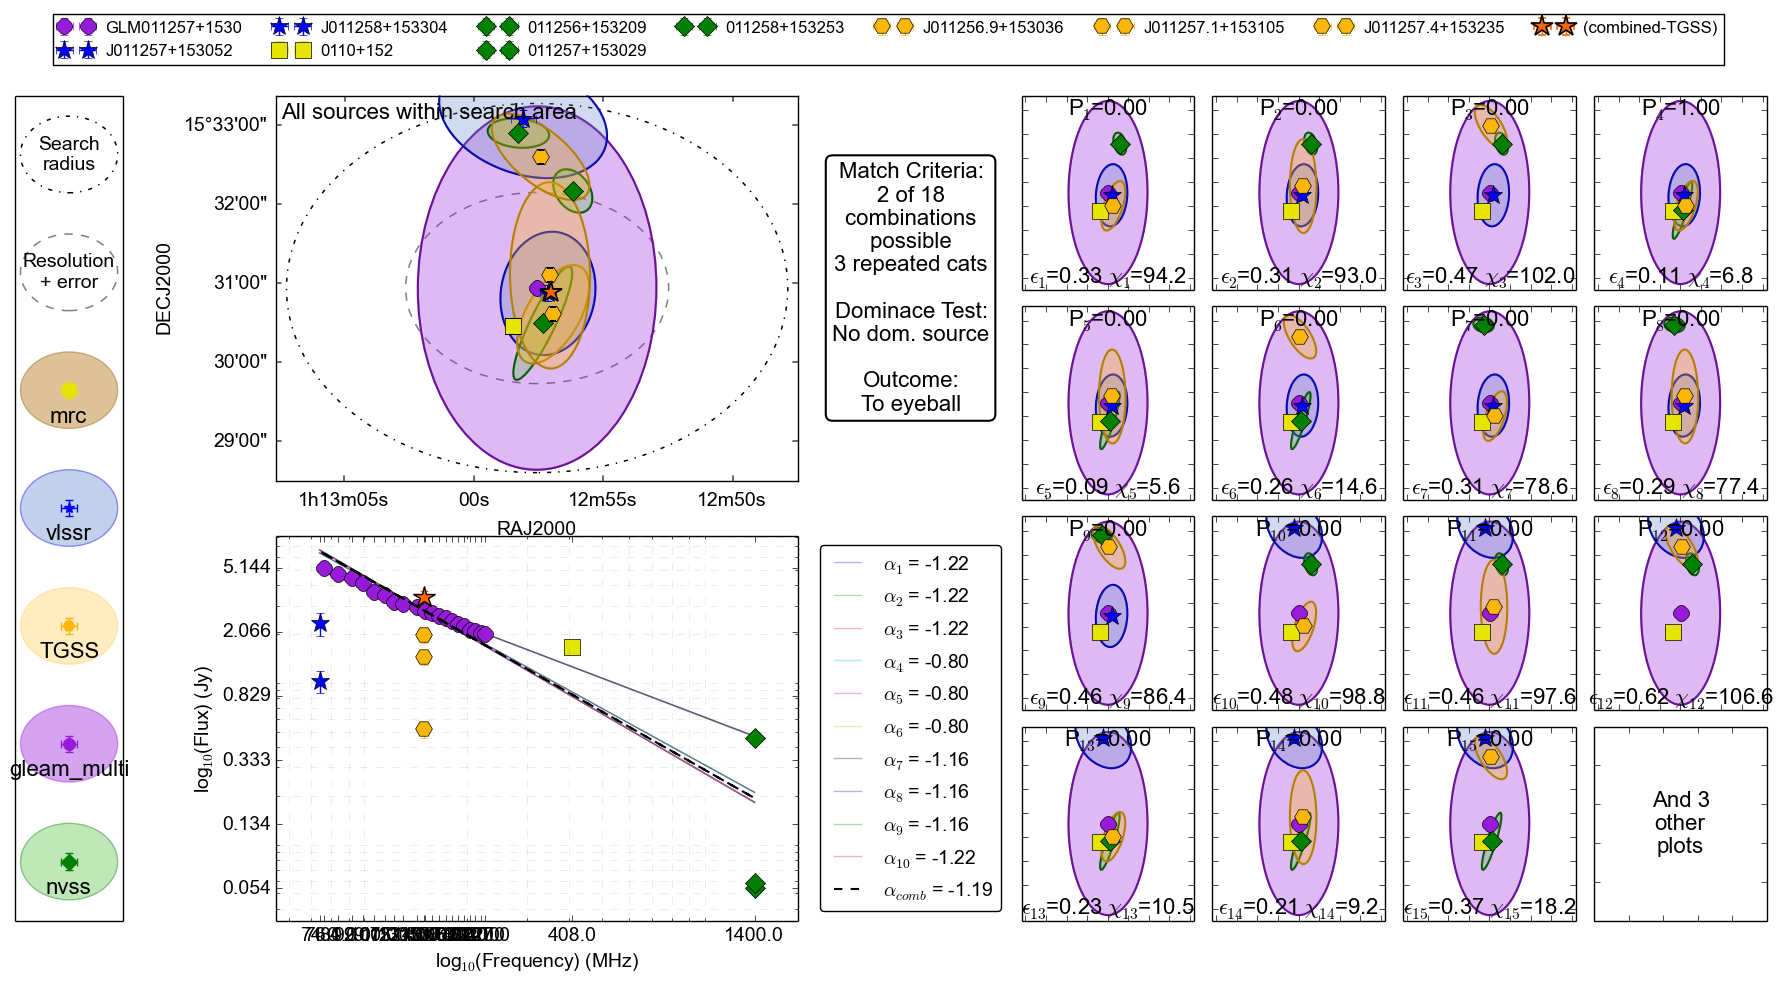 GLM011257+1530
J011258+153304
011256+153209
011258+153253
J011256.9+153036
J011257.1+153105
J011257.4+153235
(combined-TGSS)
J011257+153052
0110+152
011257+153029
Search
radius
Resolution
+ error
mrc
vlssr
TGSS
gleam_multi
nvss
All sources within search area
DECJ2000
15°33'00"
32'00"
31'00"
30'00"
29'00"
1h13m05s
00s
12m55s
12m50s
RAJ2000
Match Criteria:
2 of 18
combinations
possible
3 repeated cats
Dominace Test:
No dom. source
Outcome:
To eyeball
log10(Flux) (Jy)
5.144
2.066
0.829
0.333
0.134
0.054
408.0
1400.0
log10(Frequency) (MHz)
α1 = -1.22
α2 = -1.22
α3 = -1.22
α4 = -0.80
α5 = -0.80
α6 = -0.80
α7 = -1.16
α8 = -1.16
α9 = -1.16
α10 = -1.22
αcomb = -1.19
P1=0.00
ϵ1=0.33 χ1=94.2
P2=0.00
ϵ2=0.31 χ2=93.0
P3=0.00
ϵ3=0.47 χ3=102.0
P4=1.00
ϵ4=0.11 χ4=6.8
P5=0.00
ϵ5=0.09 χ5=5.6
P6=0.00
ϵ6=0.26 χ6=14.6
P7=0.00
ϵ7=0.31 χ7=78.6
P8=0.00
ϵ8=0.29 χ8=77.4
P9=0.00
ϵ9=0.46 χ9=86.4
P10=0.00
ϵ10=0.48 χ10=98.8
P11=0.00
ϵ11=0.46 χ11=97.6
P12=0.00
ϵ12=0.62 χ12=106.6
P13=0.00
ϵ13=0.23 χ13=10.5
P14=0.00
ϵ14=0.21 χ14=9.2
P15=0.00
ϵ15=0.37 χ15=18.2
And 3
other
plots